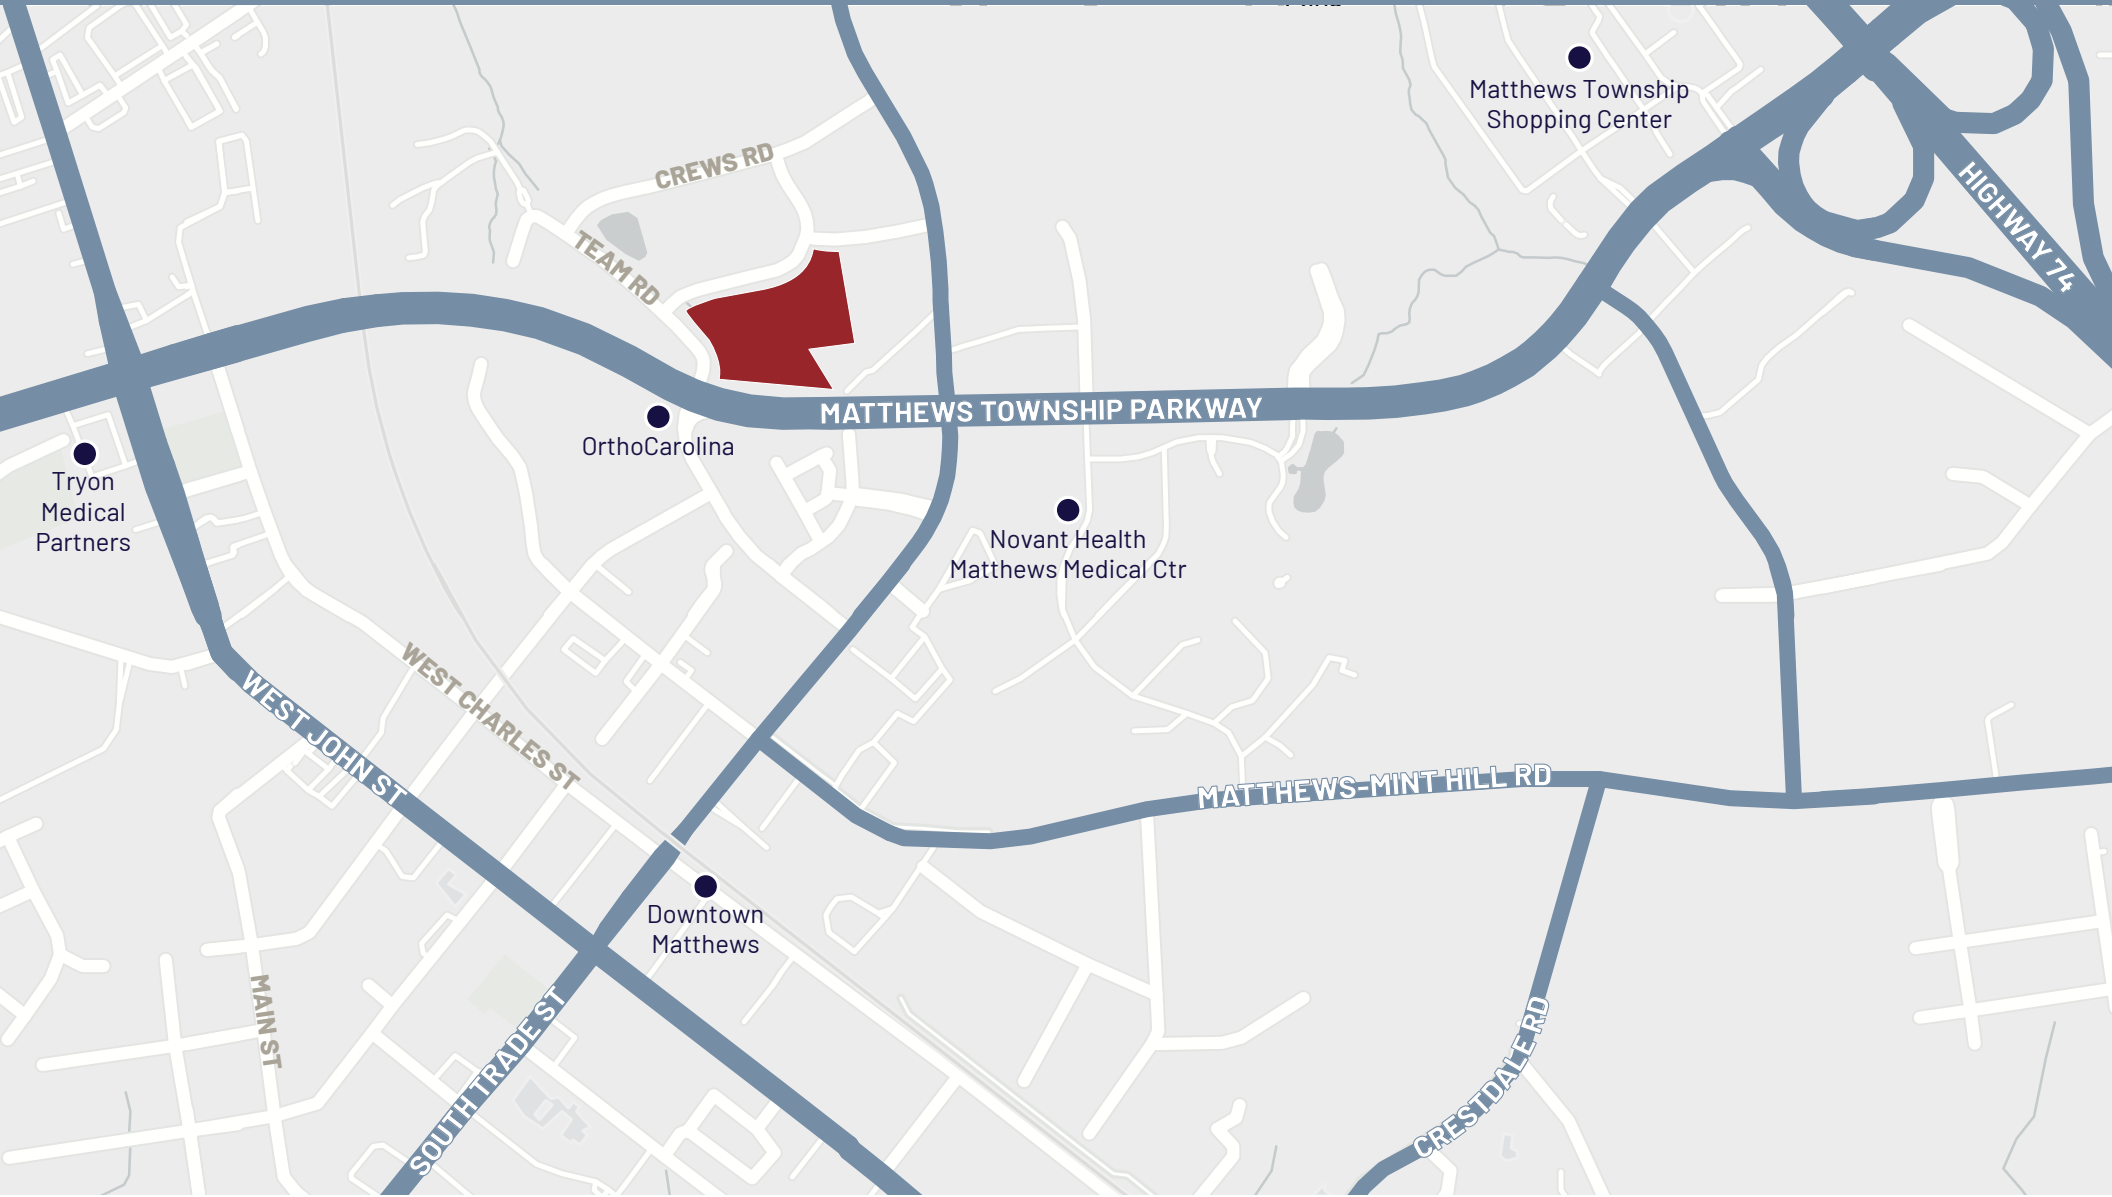 Matthews Township
Shopping Center
CREWS RD
TEAM RD
HIGHWAY 74
MATTHEWS TOWNSHIP PARKWAY
OrthoCarolina
Tryon
Medical
Partners
Novant Health
Matthews Medical Ctr
WEST CHARLES ST
WEST JOHN ST
MATTHEWS-MINT HILL RD
Downtown
Matthews
MAIN ST
SOUTH TRADE ST
CRESTDALE RD